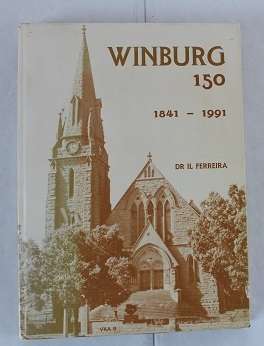 WINBURG
150
1841 - 1991
DR IL FERREIRA